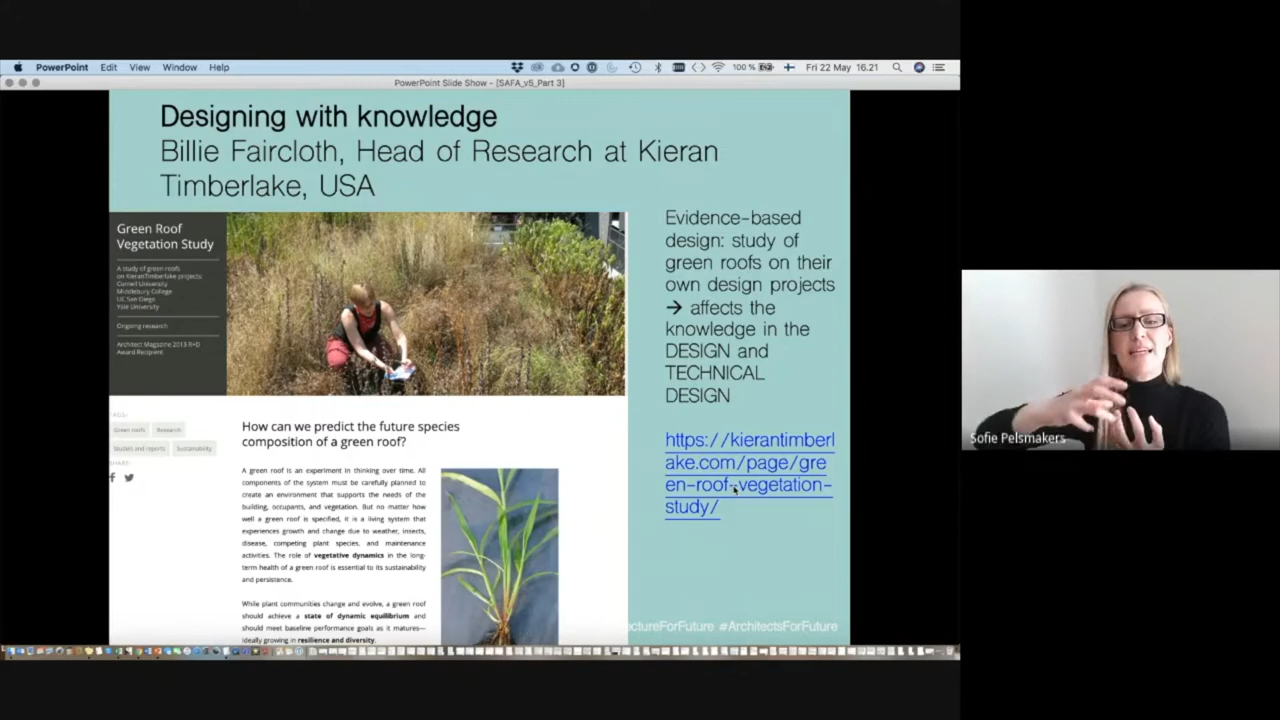 PowerPoint Edit View Window Help
100 % Fri 22 May 16.21
PowerPoint Slide Show - [SAFA_v5_Part 3]
Designing with knowledge
Billie Faircloth, Head of Research at Kieran
Timberlake, USA
Green Roof
Vegetation Study
A study of green roofs
on KieranTimberlake projects:
Cornell University
Middlebury College
UC San Diego
Yale University
Ongoing research
Architect Magazine 2013 R+D
Award Recipient
TAGS:
Green roofs Research
Studies and reports Sustainability
SHARE:
How can we predict the future species
composition of a green roof?
A green roof is an experiment in thinking over time. All
components of the system must be carefully planned to
create an environment that supports the needs of the
building, occupants, and vegetation. But no matter how
well a green roof is specified, it is a living system that
experiences growth and change due to weather, insects,
disease, competing plant species, and maintenance
activities. The role of vegetative dynamics in the long-
term health of a green roof is essential to its sustainability
and persistence.
While plant communities change and evolve, a green roof
should achieve a state of dynamic equilibrium and
should meet baseline performance goals as it matures—
ideally growing in resilience and diversity.
Evidence-based
design: study of
green roofs on their
own design projects
→ affects the
knowledge in the
DESIGN and
TECHNICAL
DESIGN
https://kierantimberl
ake.com/page/gre
en-roof-vegetation-
study/
ectureForFuture #ArchitectsForFuture
Sofie Pelsmakers